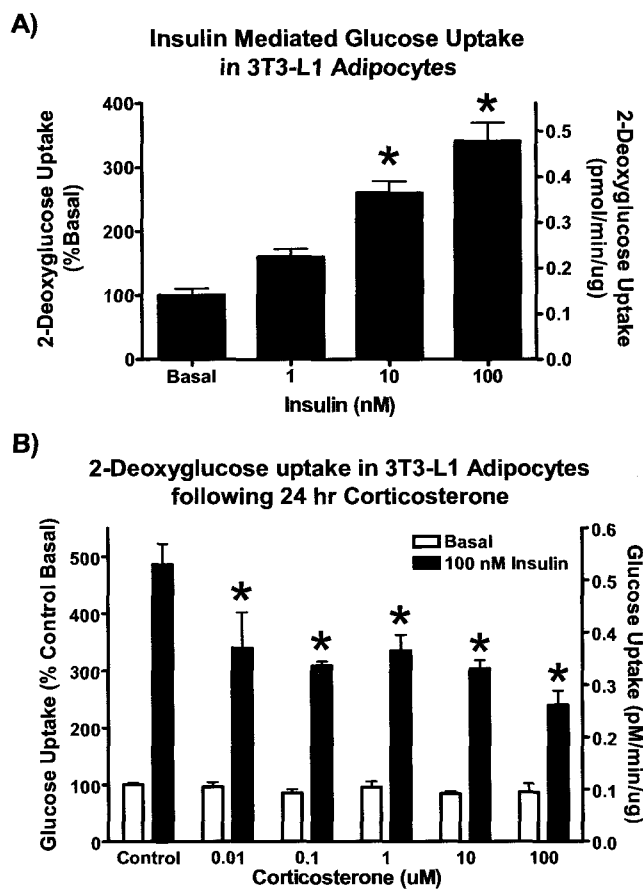 A)
Insulin Mediated Glucose Uptake
in 3T3-L1 Adipocytes
2-Deoxyglucose Uptake
(%Basal)
400
300
200
100
0
2-Deoxyglucose Uptake
(pmol/min/ug)
0.5
0.4
0.3
0.2
0.1
0.0
*
*
Basal 1 10 100
Insulin (nM)
B)
2-Deoxyglucose uptake in 3T3-L1 Adipocytes
following 24 hr Corticosterone
Glucose Uptake (% Control Basal)
500
400
300
200
100
0
Basal
100 nM Insulin
Glucose Uptake (pM/min/ug)
0.6
0.5
0.4
0.3
0.2
0.1
0.0
*
*
*
*
*
Control 0.01 0.1 1 10 100
Corticosterone (uM)